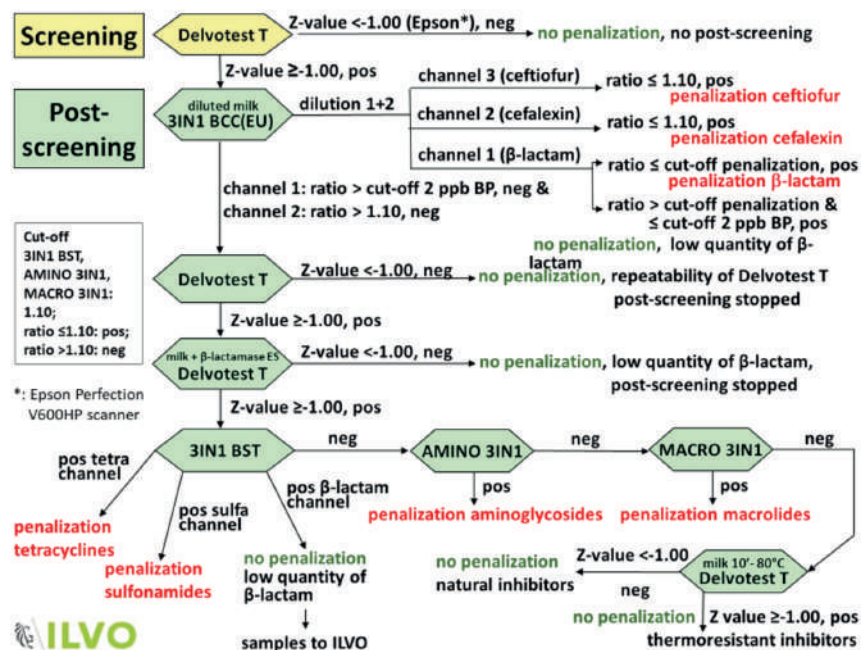 Screening
Delvotest T
Z-value <-1.00 (Epson*), neg
no penalization, no post-screening
Z-value ≥-1.00, pos
Post-
screening
diluted milk
3IN1 BCC(EU)
dilution 1+2
channel 3 (ceftiofur)
ratio ≤ 1.10, pos
penalization ceftiofur
channel 2 (cefalexin)
ratio ≤ 1.10, pos
penalization cefalexin
channel 1 (β-lactam)
ratio ≤ cut-off penalization, pos
penalization β-lactam
ratio > cut-off penalization &
≤ cut-off 2 ppb BP, pos
no penalization, low quantity of β-
lactam
channel 1: ratio > cut-off 2 ppb BP, neg &
channel 2: ratio > 1.10, neg
Cut-off
3IN1 BST,
AMINO 3IN1,
MACRO 3IN1:
1.10;
ratio ≤1.10: pos;
ratio >1.10: neg
*: Epson Perfection
V600HP scanner
Delvotest T
Z-value <-1.00, neg
no penalization, repeatability of Delvotest T
post-screening stopped
Z-value ≥-1.00, pos
milk + β-lactamase ES
Delvotest T
Z-value <-1.00, neg
no penalization, low quantity of β-lactam,
post-screening stopped
Z-value ≥-1.00, pos
3IN1 BST
neg
AMINO 3IN1
neg
MACRO 3IN1
neg
pos tetra
channel
penalization
tetracyclines
pos sulfa
channel
penalization
sulfonamides
pos β-lactam
channel
no penalization
low quantity of
β-lactam
samples to ILVO
pos
penalization aminoglycosides
pos
penalization macrolides
milk 10'- 80°C
Delvotest T
Z-value <-1.00
neg
no penalization
natural inhibitors
Z value ≥-1.00, pos
no penalization
thermoresistant inhibitors
ILVO